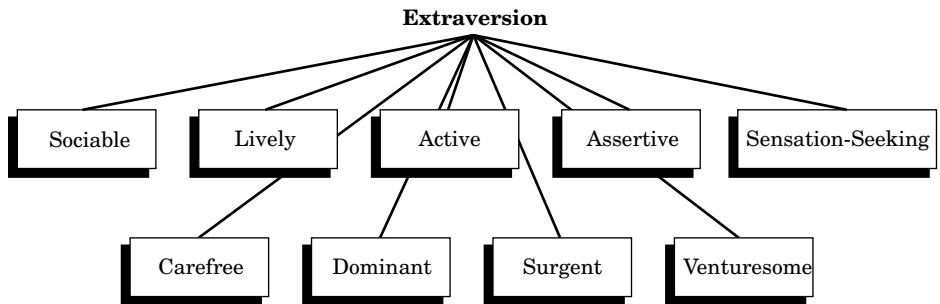 Extraversion
Sociable
Lively
Active
Assertive
Sensation-Seeking
Carefree
Dominant
Surgent
Venturesome